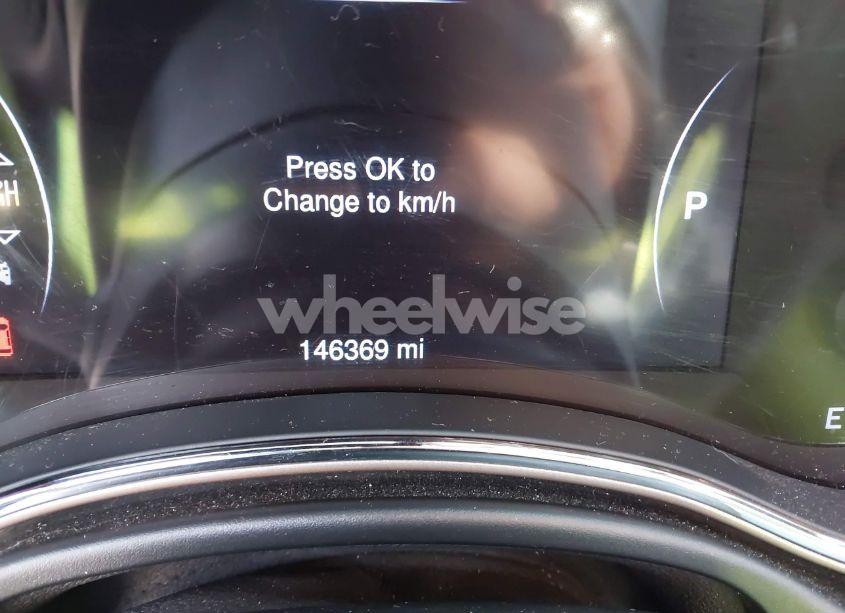 Press OK to
Change to km/h
P
wheelwise
146369 mi
E